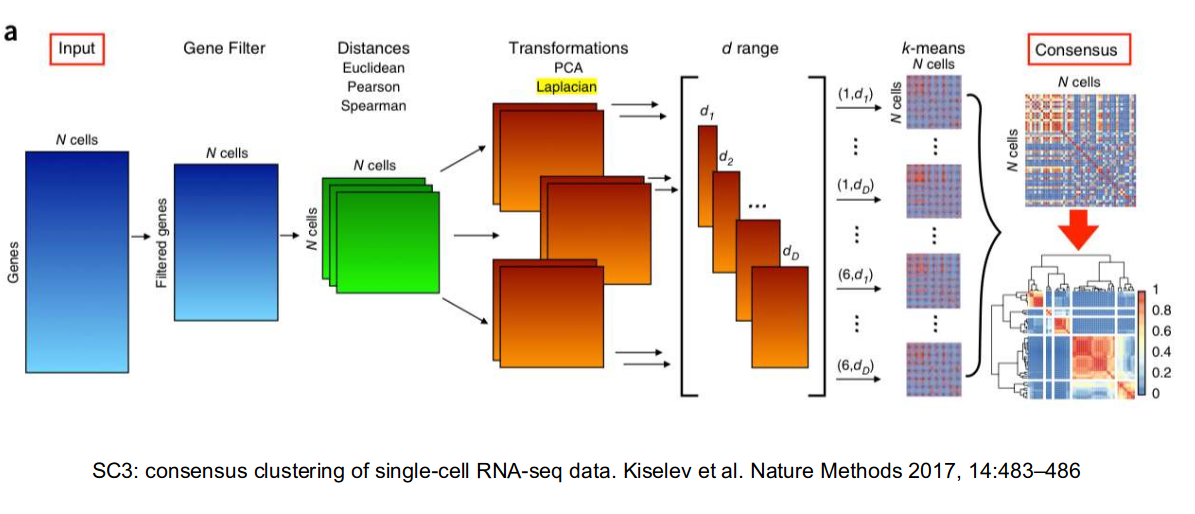 a
Input
Gene Filter
Distances
Euclidean
Pearson
Spearman
Transformations
PCA
Laplacian
d range
k-means
N cells
Consensus
N cells
Genes
N cells
Filtered genes
N cells
N cells
d1
d2
...
dD
(1,d1)
(1,dD)
(6,d1)
(6,dD)
N cells
N cells
N cells
1
0.8
0.6
0.4
0.2
0
SC3: consensus clustering of single-cell RNA-seq data. Kiselev et al. Nature Methods 2017, 14:483–486